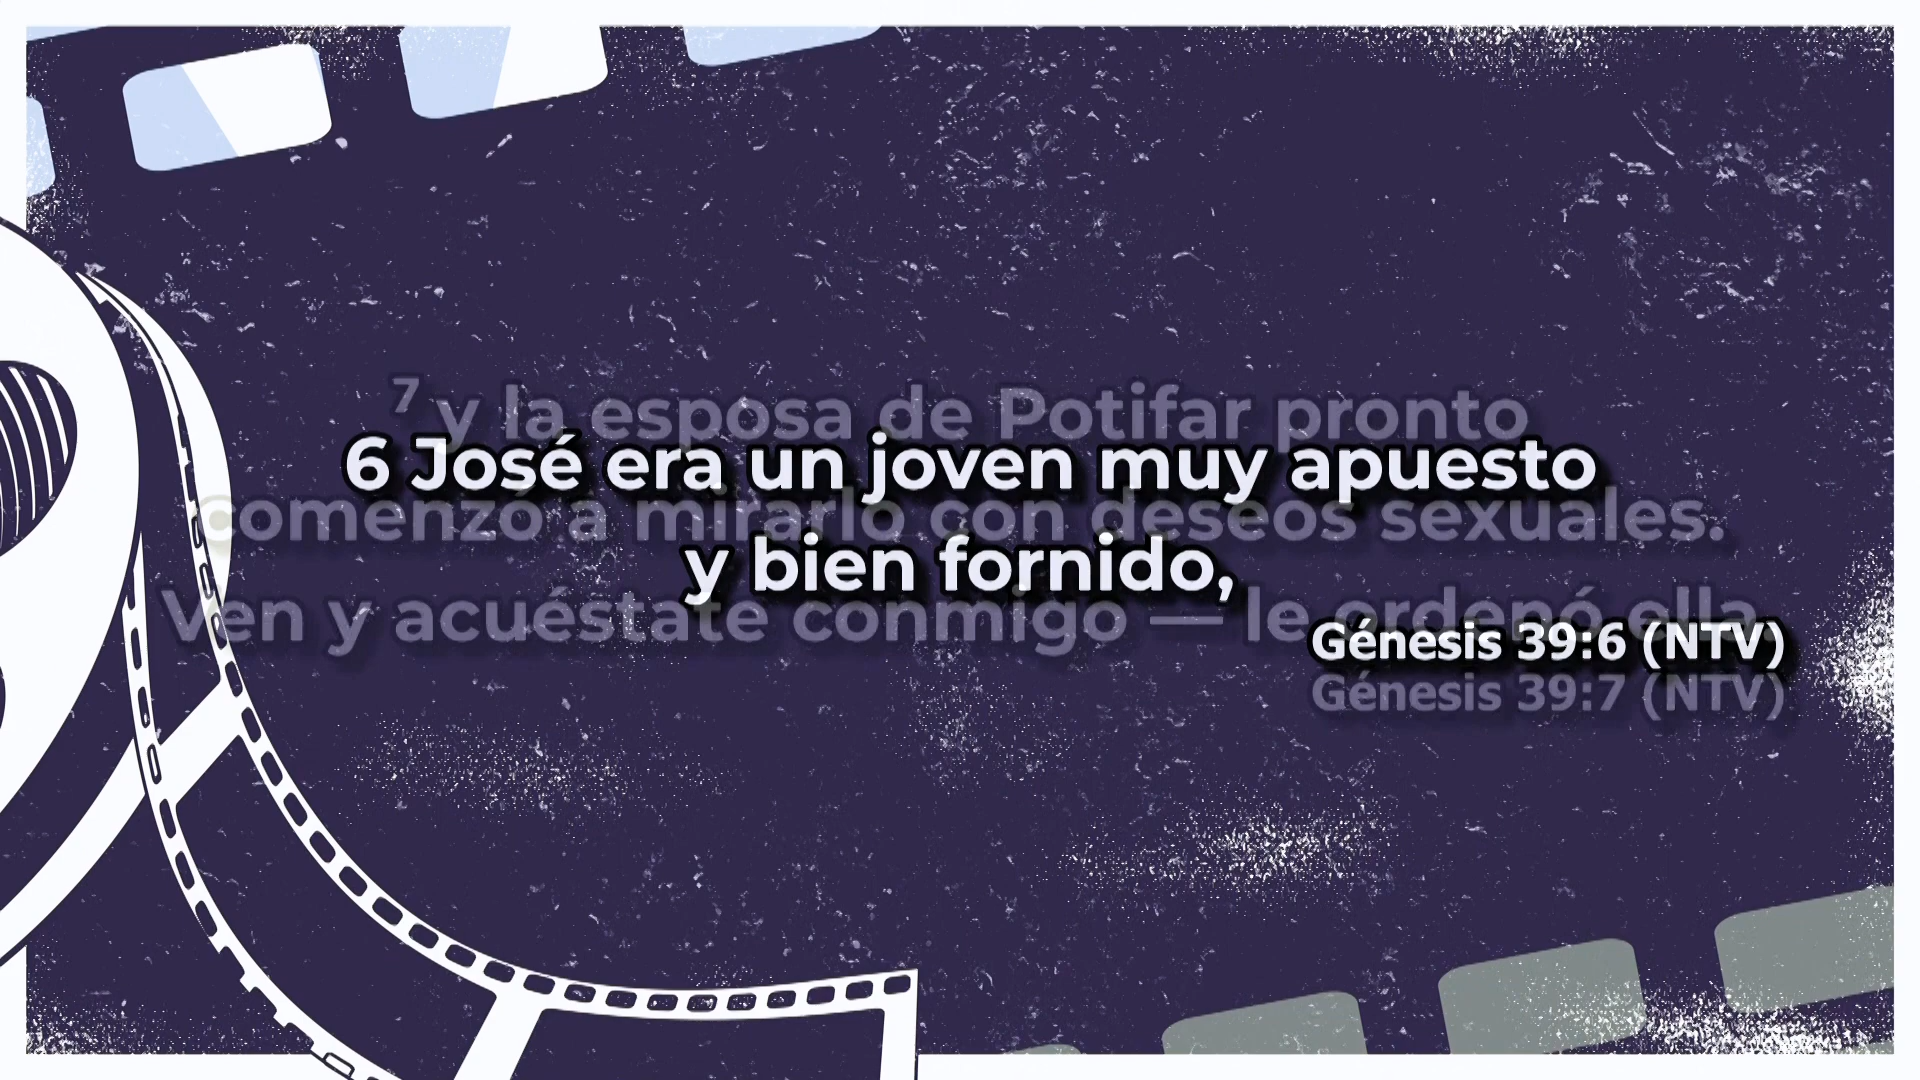 ⁷ y la esposa de Potifar pronto
6 José era un joven muy apuesto
comenzó a mirarlo con deseos sexuales.
y bien fornido,
Ven y acuéstate conmigo — le ordenó ella.
Génesis 39:6 (NTV)
Génesis 39:7 (NTV)